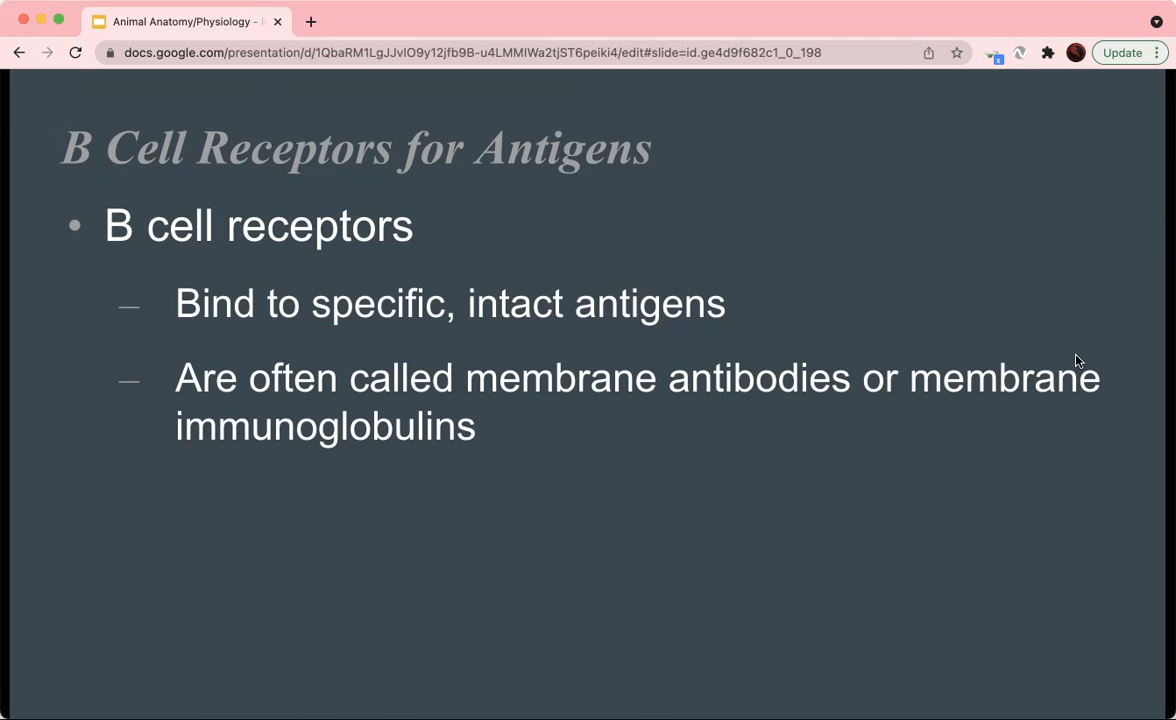 Animal Anatomy/Physiology -
docs.google.com/presentation/d/1QbaRM1LgJJvIO9y12jfb9B-u4LMMIWa2tjST6peiki4/edit#slide=id.ge4d9f682c1_0_198
Update
B Cell Receptors for Antigens
• B cell receptors
– Bind to specific, intact antigens
– Are often called membrane antibodies or membrane
immunoglobulins